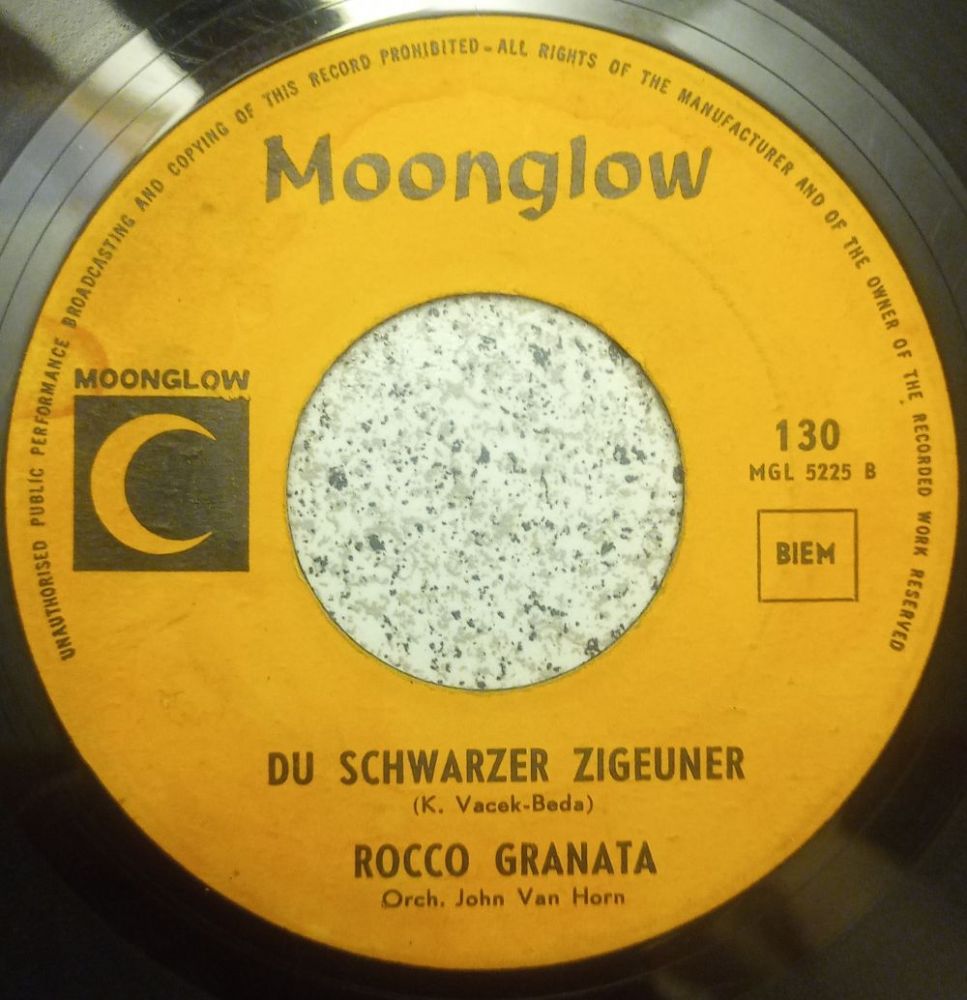 UNAUTHORISED PUBLIC PERFORMANCE BROADCASTING AND COPYING OF THIS RECORD PROHIBITED - ALL RIGHTS OF THE MANUFACTURER AND OF THE OWNER OF THE RECORDED WORK RESERVED
Moonglow
MOONGLOW
130
MGL 5225 B
BIEM
DU SCHWARZER ZIGEUNER
(K. Vacek-Beda)
ROCCO GRANATA
Orch. John Van Horn